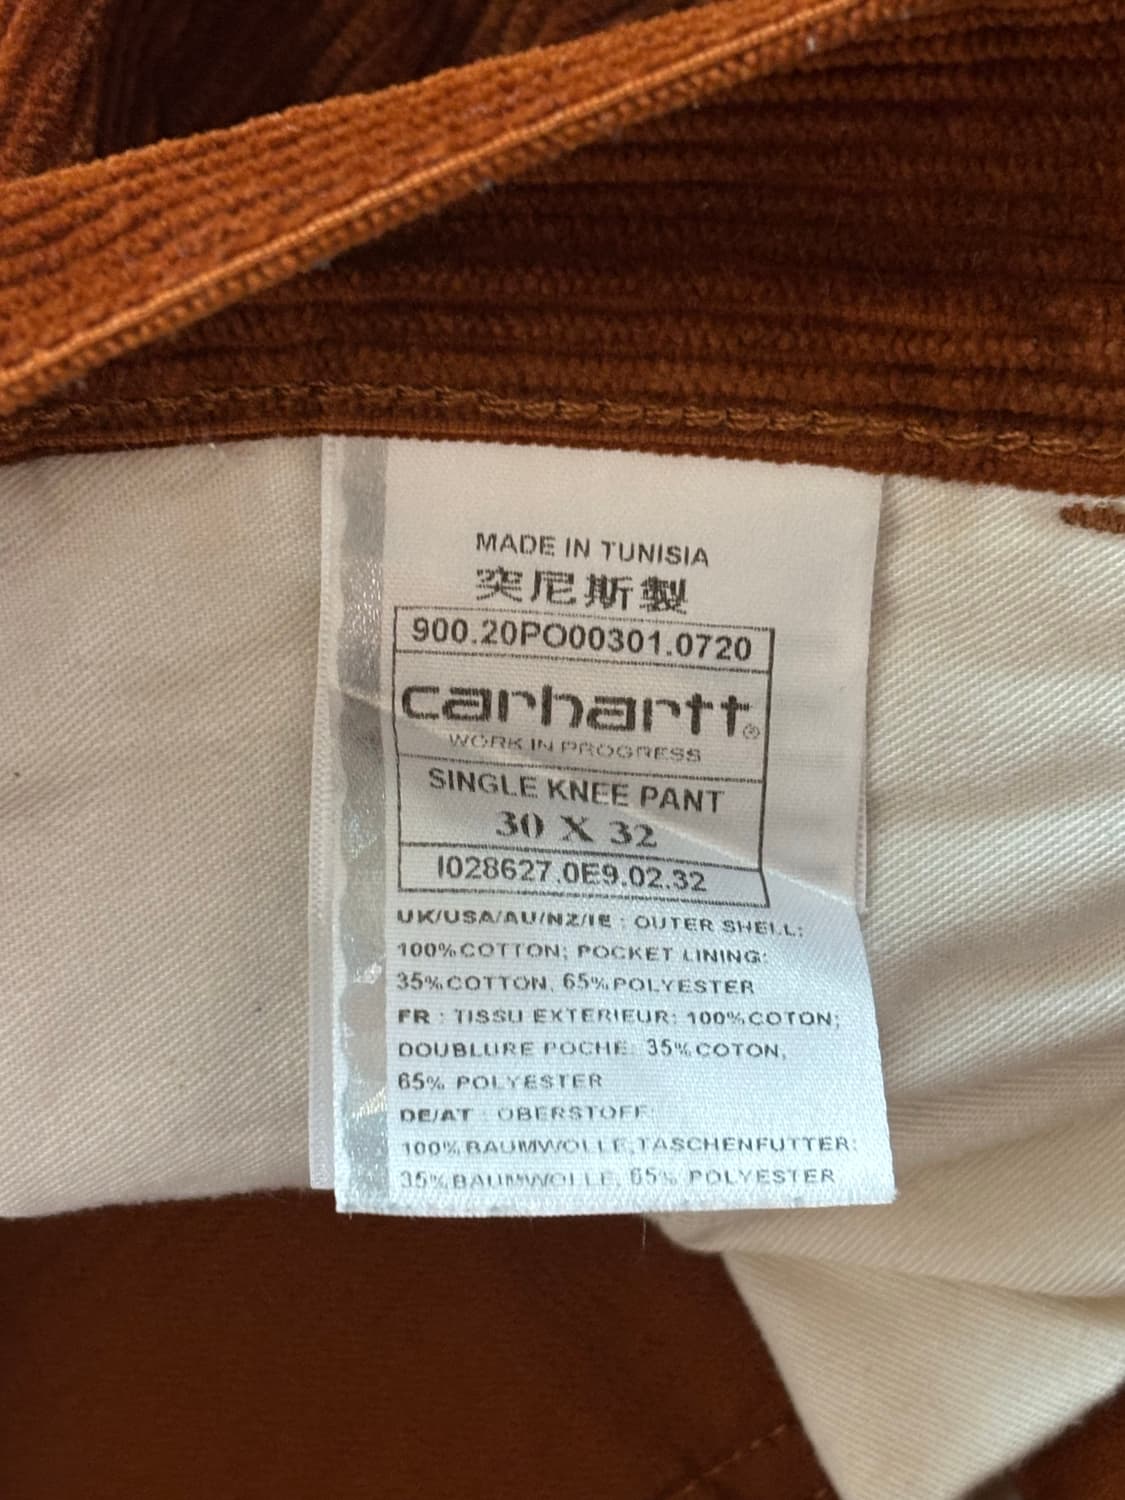 MADE IN TUNISIA
突尼斯製
900.20PO00301.0720
carhartt®
WORK IN PROGRESS
SINGLE KNEE PANT
30 X 32
I028627.0E9.02.32
UK/USA/AU/NZ/IE : OUTER SHELL:
100%COTTON; POCKET LINING:
35%COTTON, 65%POLYESTER
FR : TISSU EXTERIEUR: 100%COTON;
DOUBLURE POCHE: 35%COTON,
65% POLYESTER
DE/AT : OBERSTOFF:
100%BAUMWOLLE,TASCHENFUTTER:
35%BAUMWOLLE, 65% POLYESTER